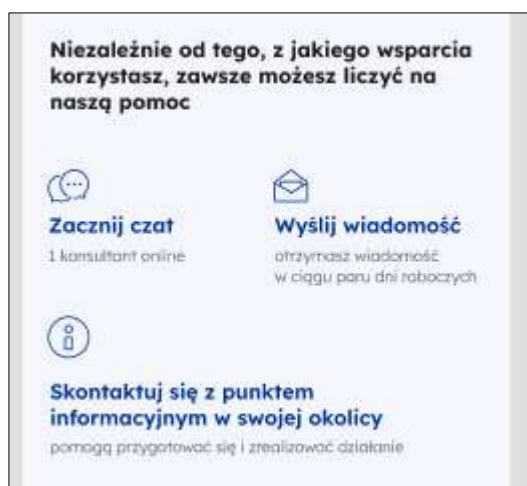 Niezależnie od tego, z jakiego wsparcia
korzystasz, zawsze możesz liczyć na
naszą pomoc
Zacznij czat
1 konsultant online
Wyślij wiadomość
otrzymasz wiadomość
w ciągu paru dni roboczych
Skontaktuj się z punktem
informacyjnym w swojej okolicy
pomogą przygotować się i zrealizować działanie